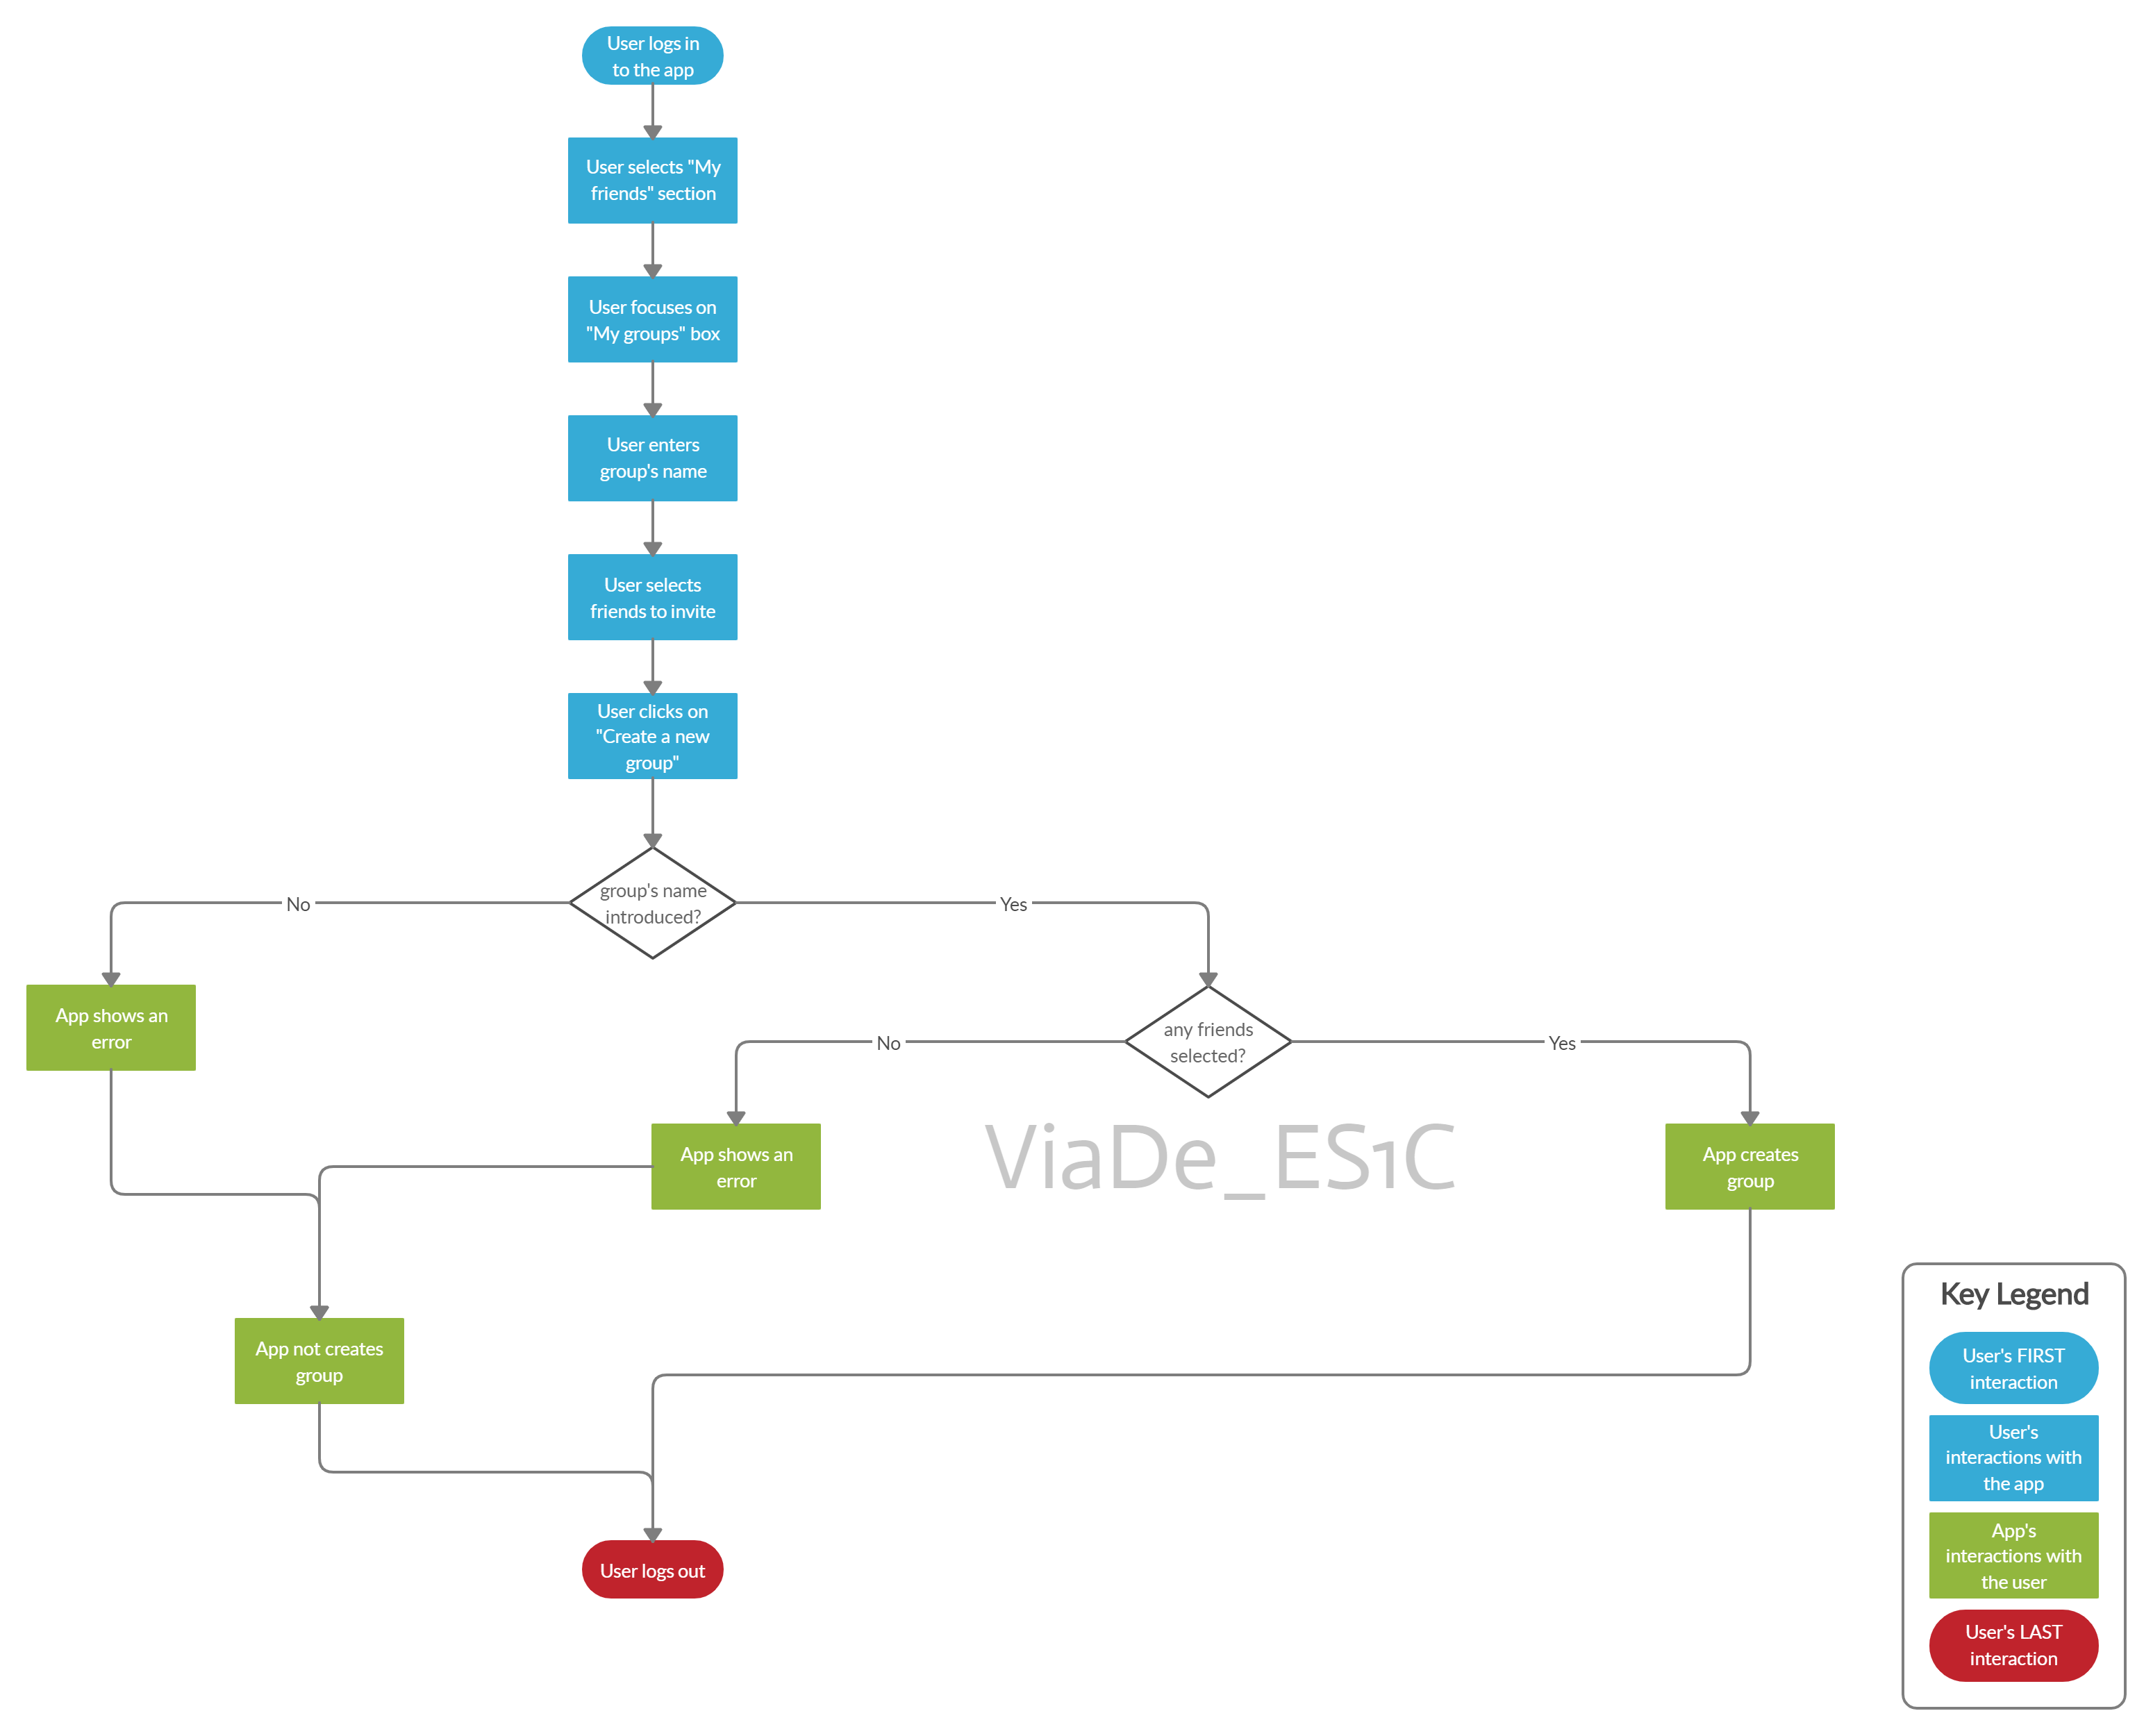 User logs in
to the app
User selects "My
friends" section
User focuses on
"My groups" box
User enters
group's name
User selects
friends to invite
User clicks on
"Create a new
group"
group's name
introduced?
No
Yes
App shows an
error
any friends
selected?
No
Yes
App shows an
error
ViaDe_ES1C
App creates
group
App not creates
group
User logs out
Key Legend
User's FIRST
interaction
User's
interactions with
the app
App's
interactions with
the user
User's LAST
interaction